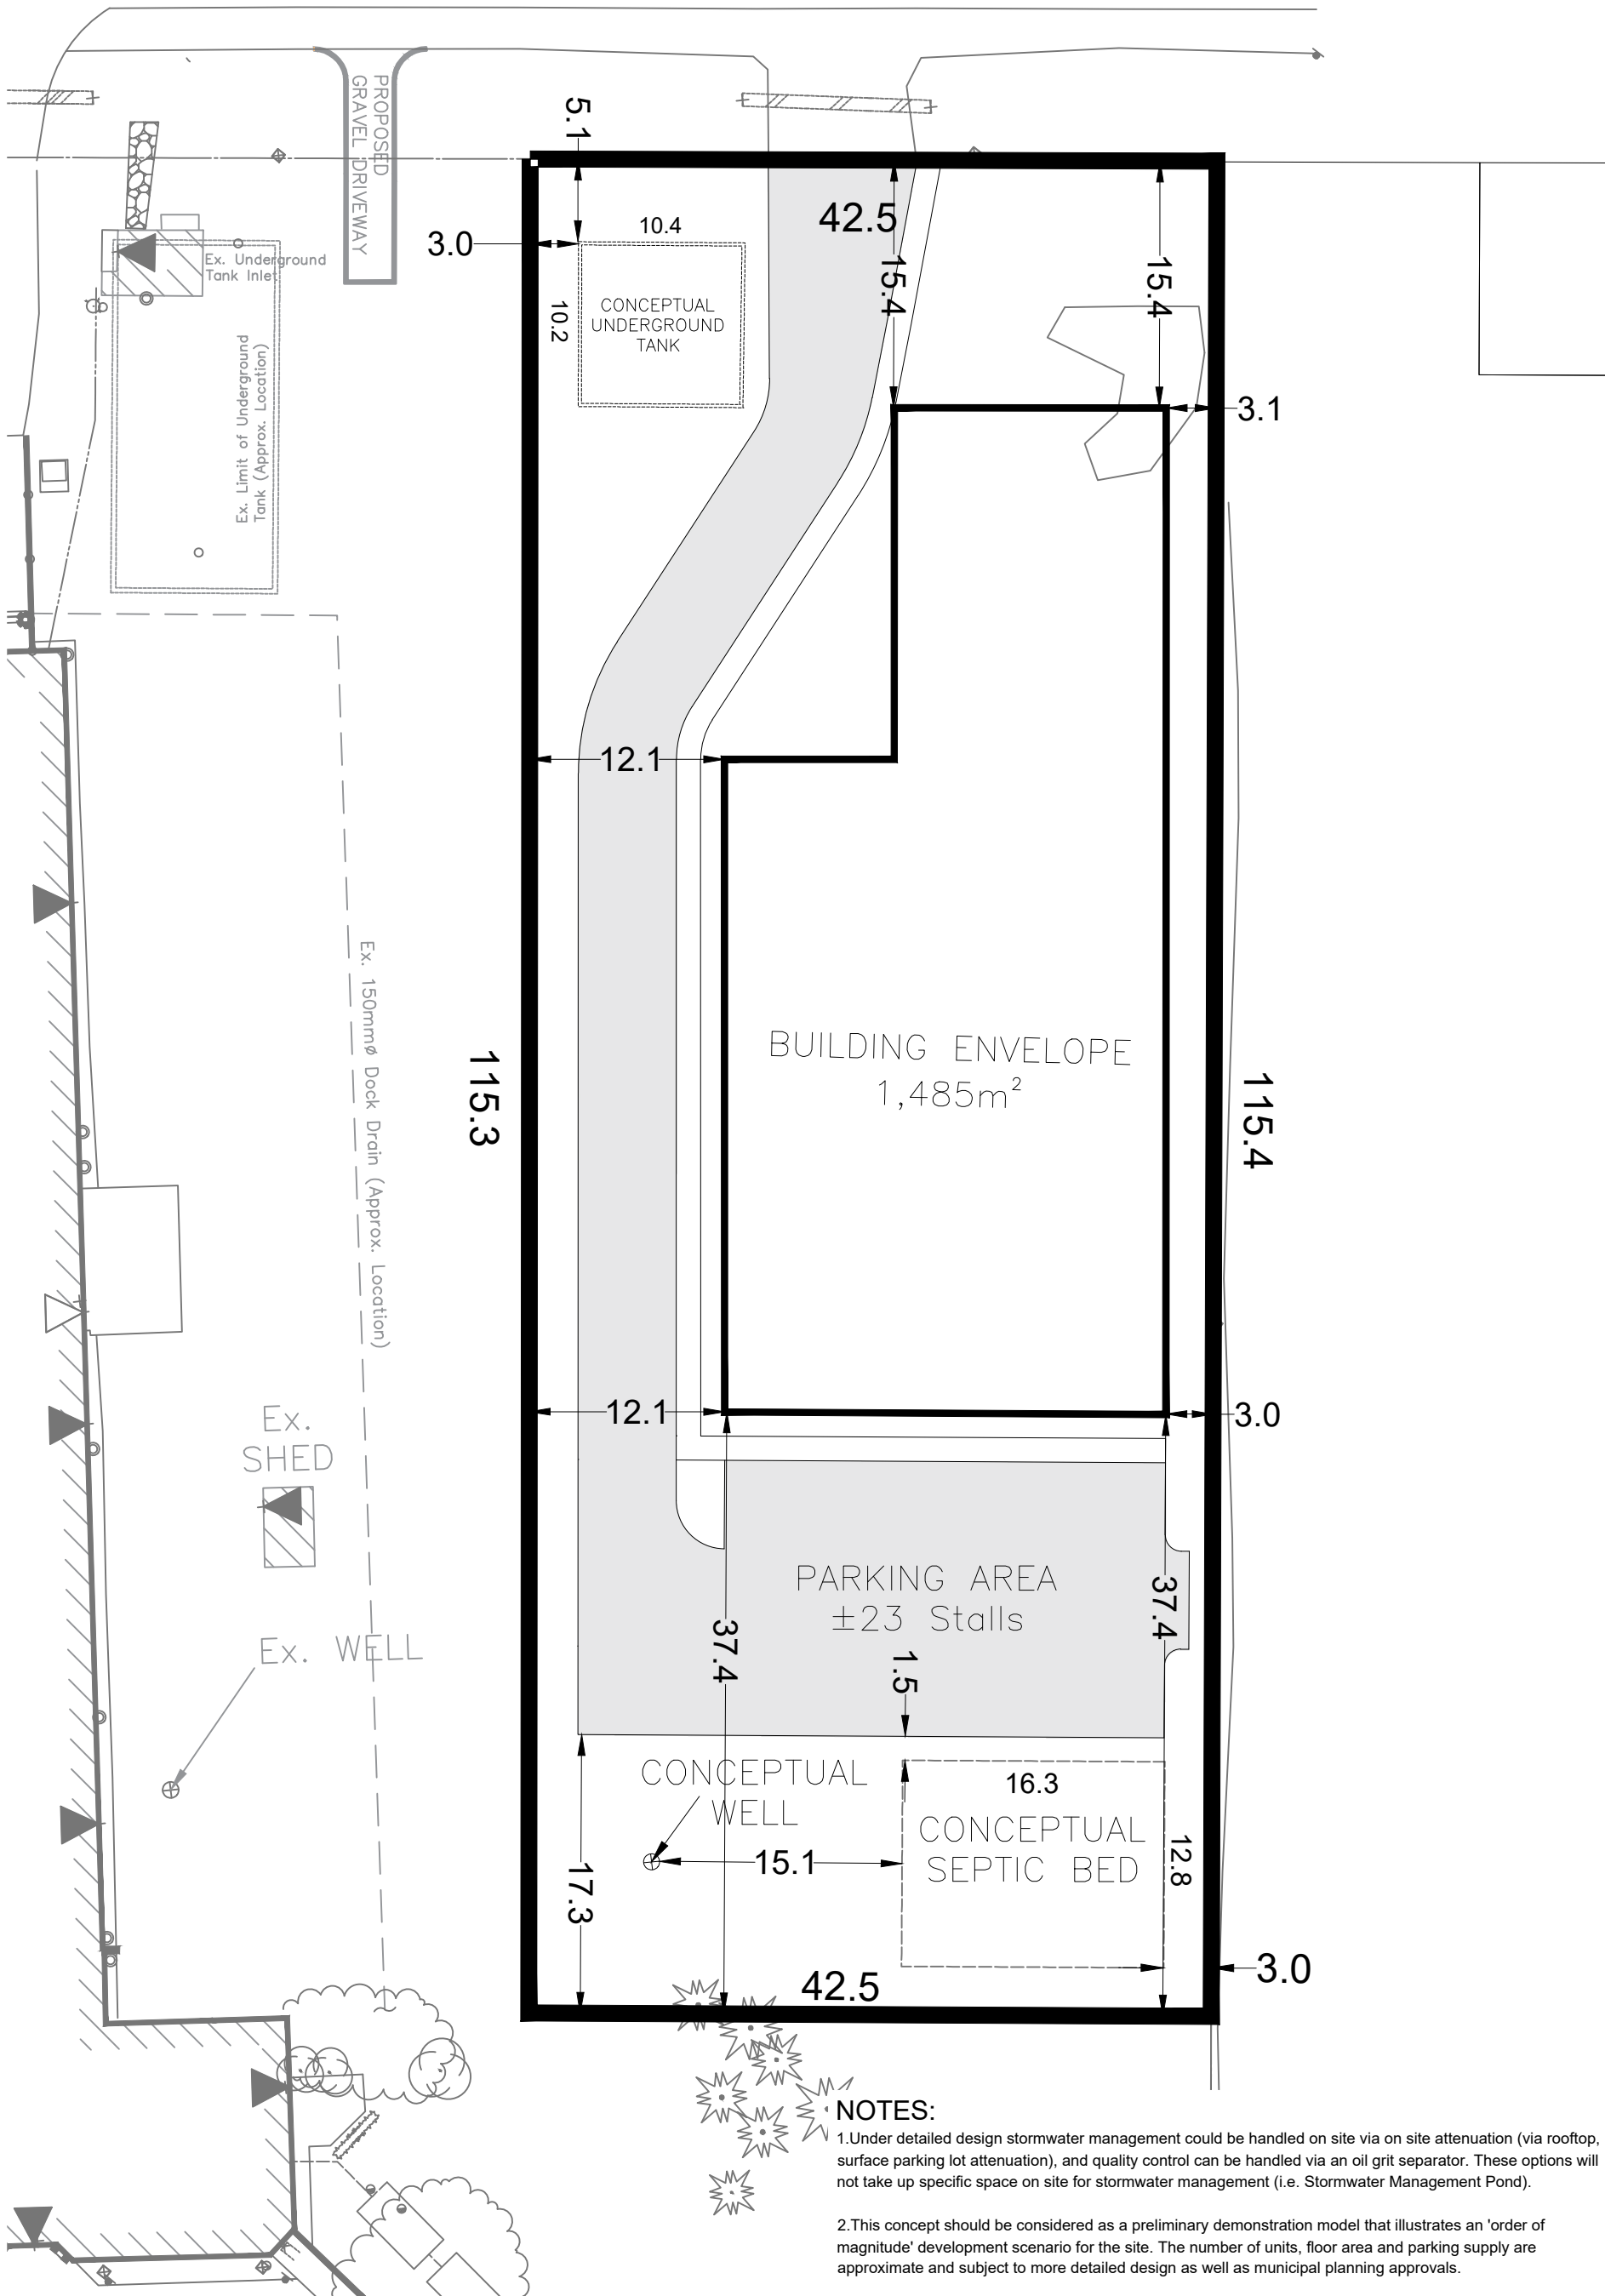 PROPOSED
GRAVEL DRIVEWAY
5.1
42.5
3.0
10.4
10.2
15.4
15.4
Ex. Underground
Tank Inlet
CONCEPTUAL
UNDERGROUND
TANK
Ex. Limit of Underground
Tank (Approx. Location)
3.1
12.1
Ex. 150mmø Dock Drain (Approx. Location)
BUILDING ENVELOPE
1,485m²
115.3
115.4
12.1
3.0
Ex.
SHED
PARKING AREA
±23 Stalls
37.4
37.4
1.5
Ex. WELL
CONCEPTUAL
WELL
16.3
CONCEPTUAL
SEPTIC BED
15.1
12.8
17.3
3.0
42.5
NOTES:
1.Under detailed design stormwater management could be handled on site via on site attenuation (via rooftop,
surface parking lot attenuation), and quality control can be handled via an oil grit separator. These options will
not take up specific space on site for stormwater management (i.e. Stormwater Management Pond).
2.This concept should be considered as a preliminary demonstration model that illustrates an 'order of
magnitude' development scenario for the site. The number of units, floor area and parking supply are
approximate and subject to more detailed design as well as municipal planning approvals.